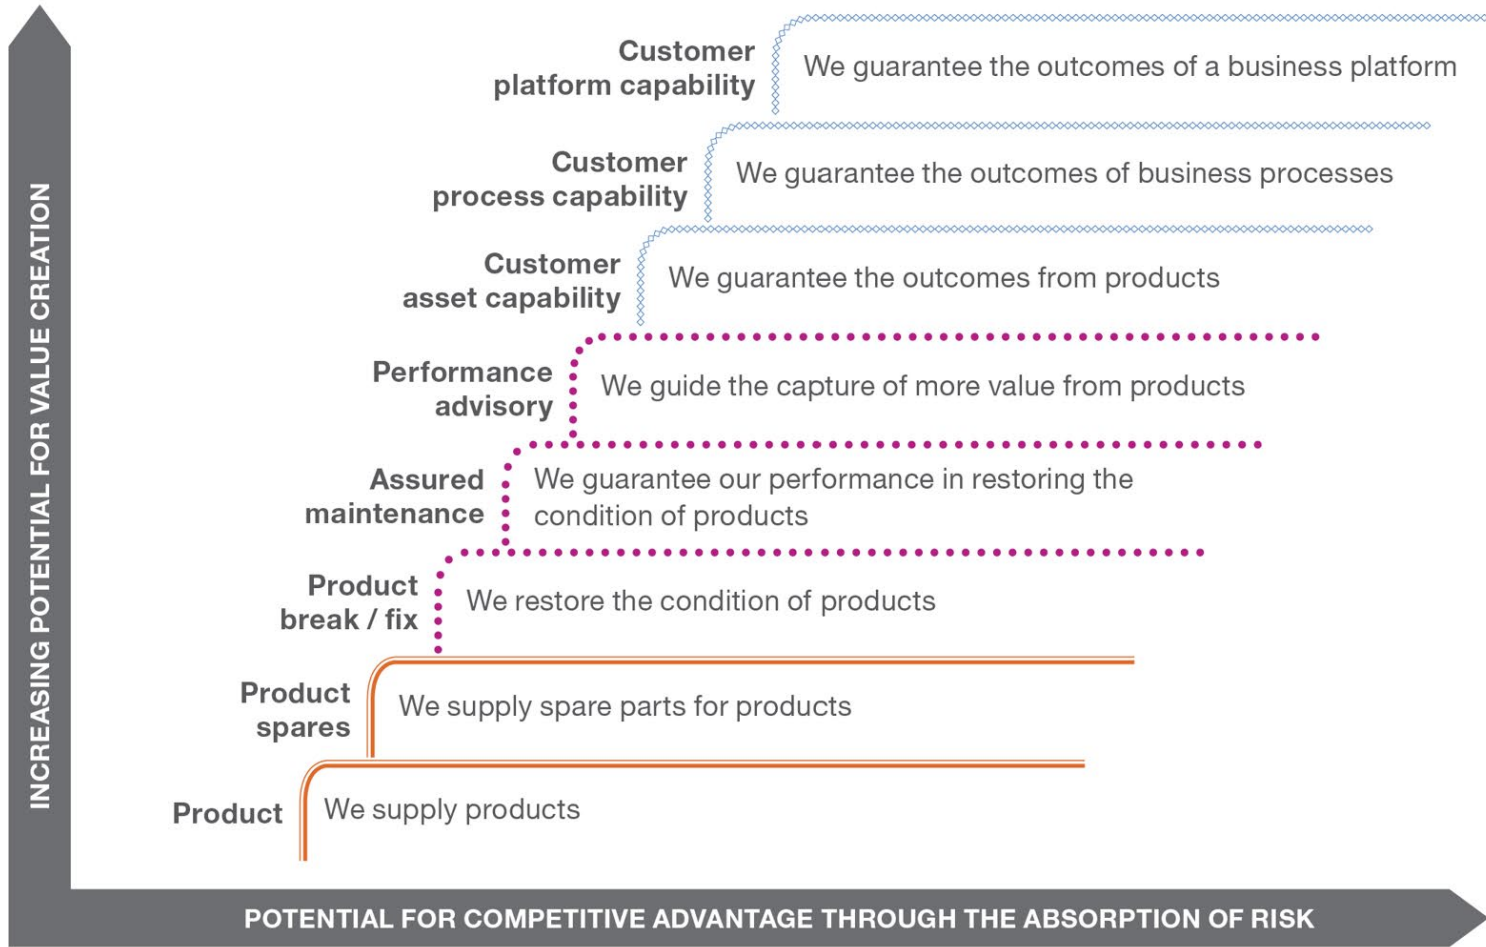 Customer
platform capability
We guarantee the outcomes of a business platform
Customer
process capability
We guarantee the outcomes of business processes
Customer
asset capability
We guarantee the outcomes from products
Performance
advisory
We guide the capture of more value from products
Assured
maintenance
We guarantee our performance in restoring the
condition of products
Product
break / fix
We restore the condition of products
Product
spares
We supply spare parts for products
Product
We supply products
INCREASING POTENTIAL FOR VALUE CREATION
POTENTIAL FOR COMPETITIVE ADVANTAGE THROUGH THE ABSORPTION OF RISK